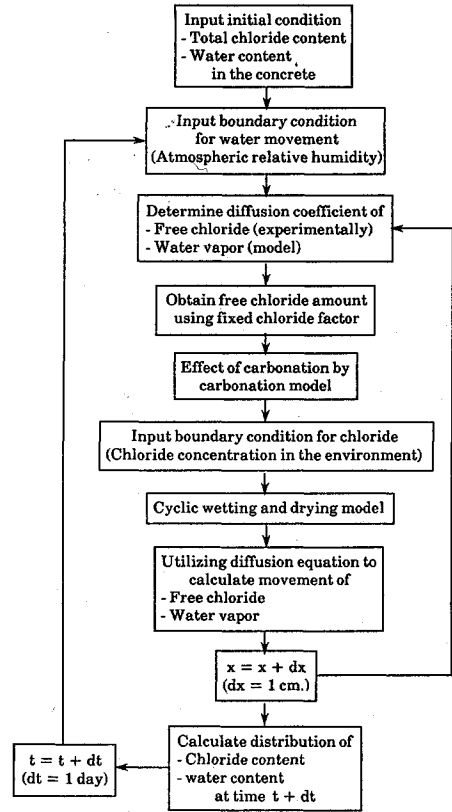 Input initial condition
- Total chloride content
- Water content
in the concrete
Input boundary condition
for water movement
(Atmospheric relative humidity)
Determine diffusion coefficient of
- Free chloride (experimentally)
- Water vapor (model)
Obtain free chloride amount
using fixed chloride factor
Effect of carbonation by
carbonation model
Input boundary condition for chloride
(Chloride concentration in the environment)
Cyclic wetting and drying model
Utilizing diffusion equation to
calculate movement of
- Free chloride
- Water vapor
x = x + dx
(dx = 1 cm.)
Calculate distribution of
- Chloride content
- water content
at time t + dt
t = t + dt
(dt = 1 day)